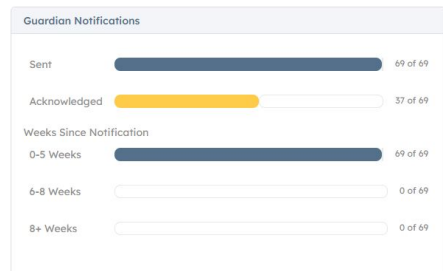 Guardian Notifications
Sent 69 of 69
Acknowledged 37 of 69
Weeks Since Notification
0-5 Weeks 69 of 69
6-8 Weeks 0 of 69
8+ Weeks 0 of 69